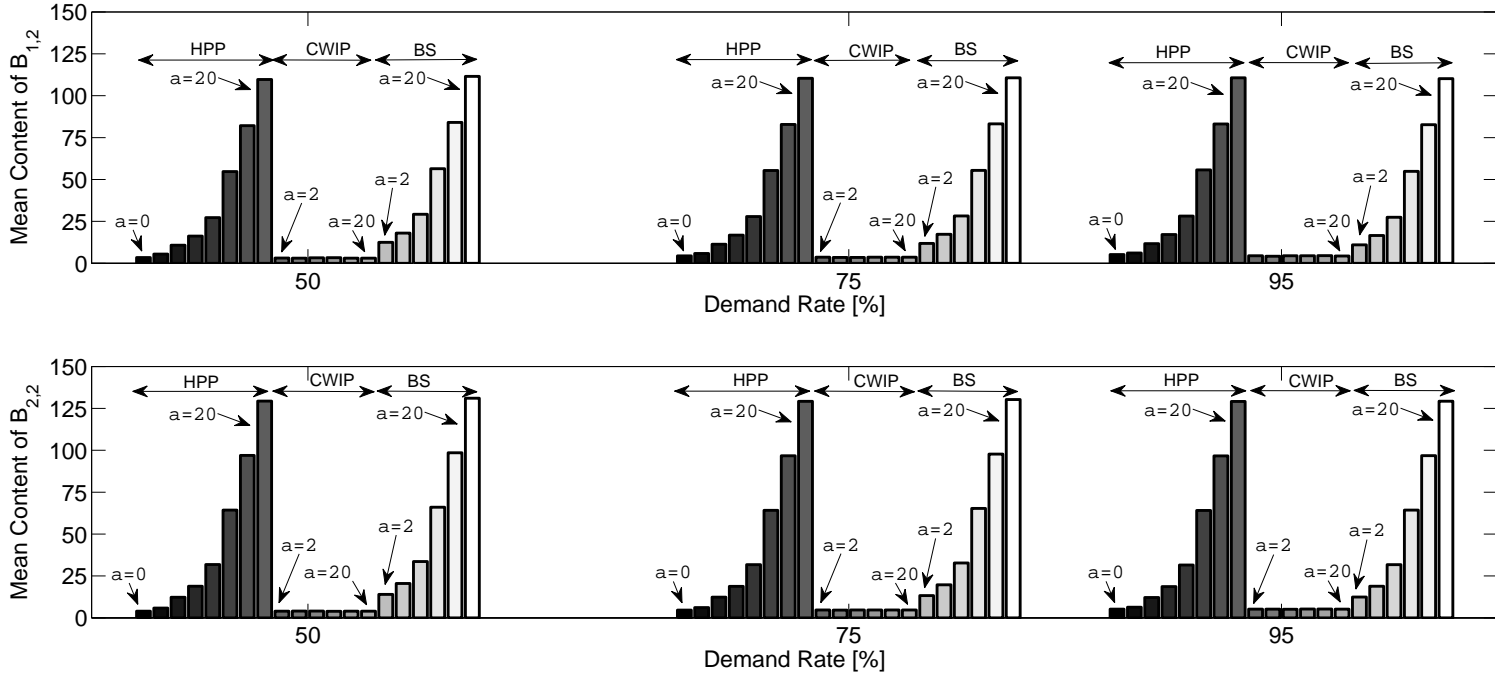 150
125
100
75
50
25
0
Mean Content of B1,2
HPP
CWIP
BS
a=20
a=20
a=0
a=2
a=20
a=2
HPP
CWIP
BS
a=20
a=20
a=0
a=2
a=20
a=2
HPP
CWIP
BS
a=20
a=20
a=0
a=20
a=2
50
75
95
Demand Rate [%]
150
125
100
75
50
25
0
Mean Content of B2,2
HPP
CWIP
BS
a=20
a=20
a=0
a=2
a=20
a=2
HPP
CWIP
BS
a=20
a=20
a=0
a=2
a=20
a=2
HPP
CWIP
BS
a=20
a=20
a=0
a=2
a=20
a=2
50
75
95
Demand Rate [%]